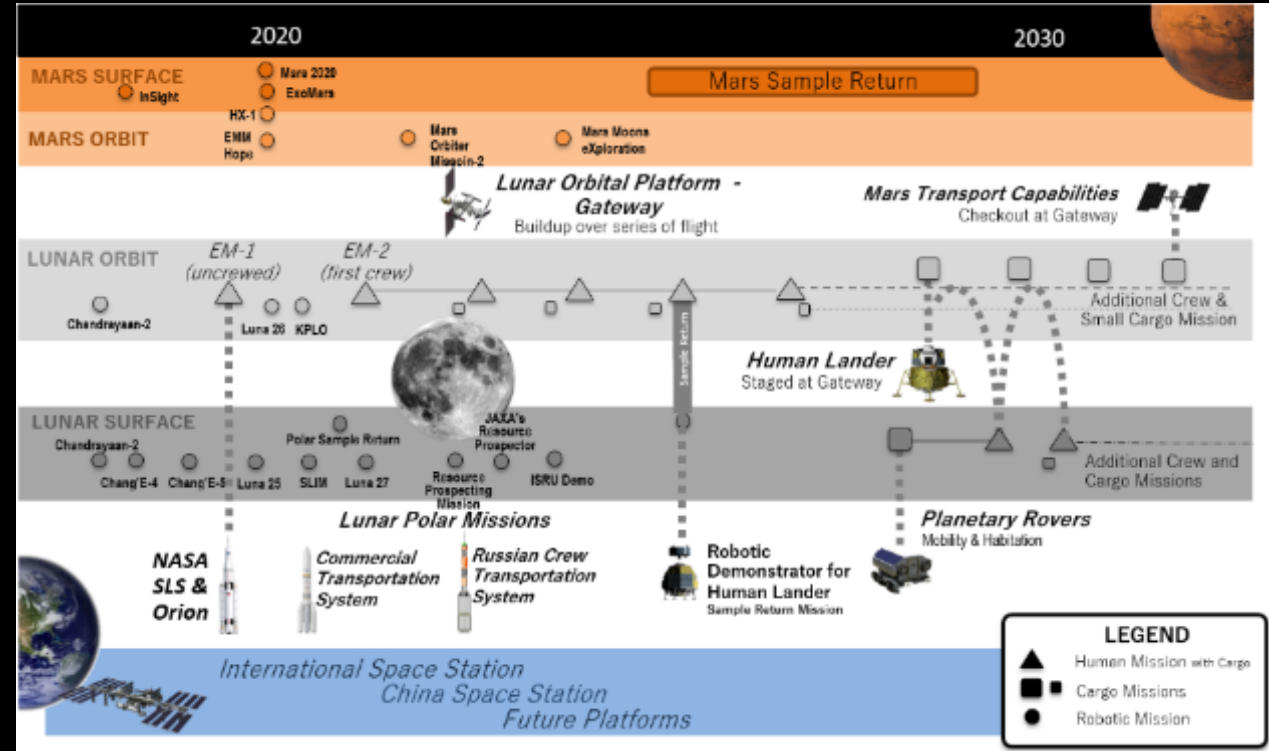 2020
2030
MARS SURFACE
Mars 2020
InSight
ExoMars
Mars Sample Return
HX-1
MARS ORBIT
EMM
Hope
Mars
Orbiter
Missoin-2
Mars Moons
eXploration
Lunar Orbital Platform -
Gateway
Buildup over series of flight
Mars Transport Capabilities
Checkout at Gateway
LUNAR ORBIT
EM-1
(uncrewed)
EM-2
(first crew)
Chandrayaan-2
Luna 26
KPLO
Additional Crew &
Small Cargo Mission
Sample Return
Human Lander
Staged at Gateway
LUNAR SURFACE
Chandrayaan-2
Chang'E-4
Chang'E-5
Luna 25
Polar Sample Return
SLIM
Luna 27
JAXA's
Resource
Prospector
Resource
Prospecting
Mission
ISRU Demo
Additional Crew and
Cargo Missions
Lunar Polar Missions
Planetary Rovers
Mobility & Habitation
NASA
SLS &
Orion
Commercial
Transportation
System
Russian Crew
Transportation
System
Robotic
Demonstrator for
Human Lander
Sample Return Mission
International Space Station
China Space Station
Future Platforms
LEGEND
Human Mission with Cargo
Cargo Missions
Robotic Mission